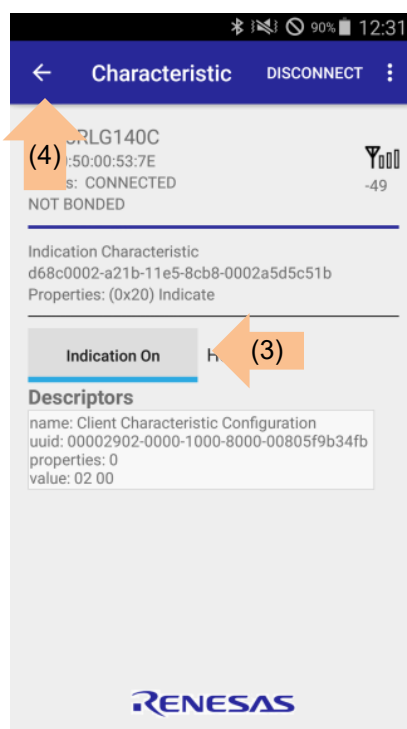 90% 12:31
Characteristic DISCONNECT
RLG140C
(4) :50:00:53:7E
s: CONNECTED -49
NOT BONDED
Indication Characteristic
d68c0002-a21b-11e5-8cb8-0002a5d5c51b
Properties: (0x20) Indicate
Indication On H (3)
Descriptors
name: Client Characteristic Configuration
uuid: 00002902-0000-1000-8000-00805f9b34fb
properties: 0
value: 02 00
RENESAS